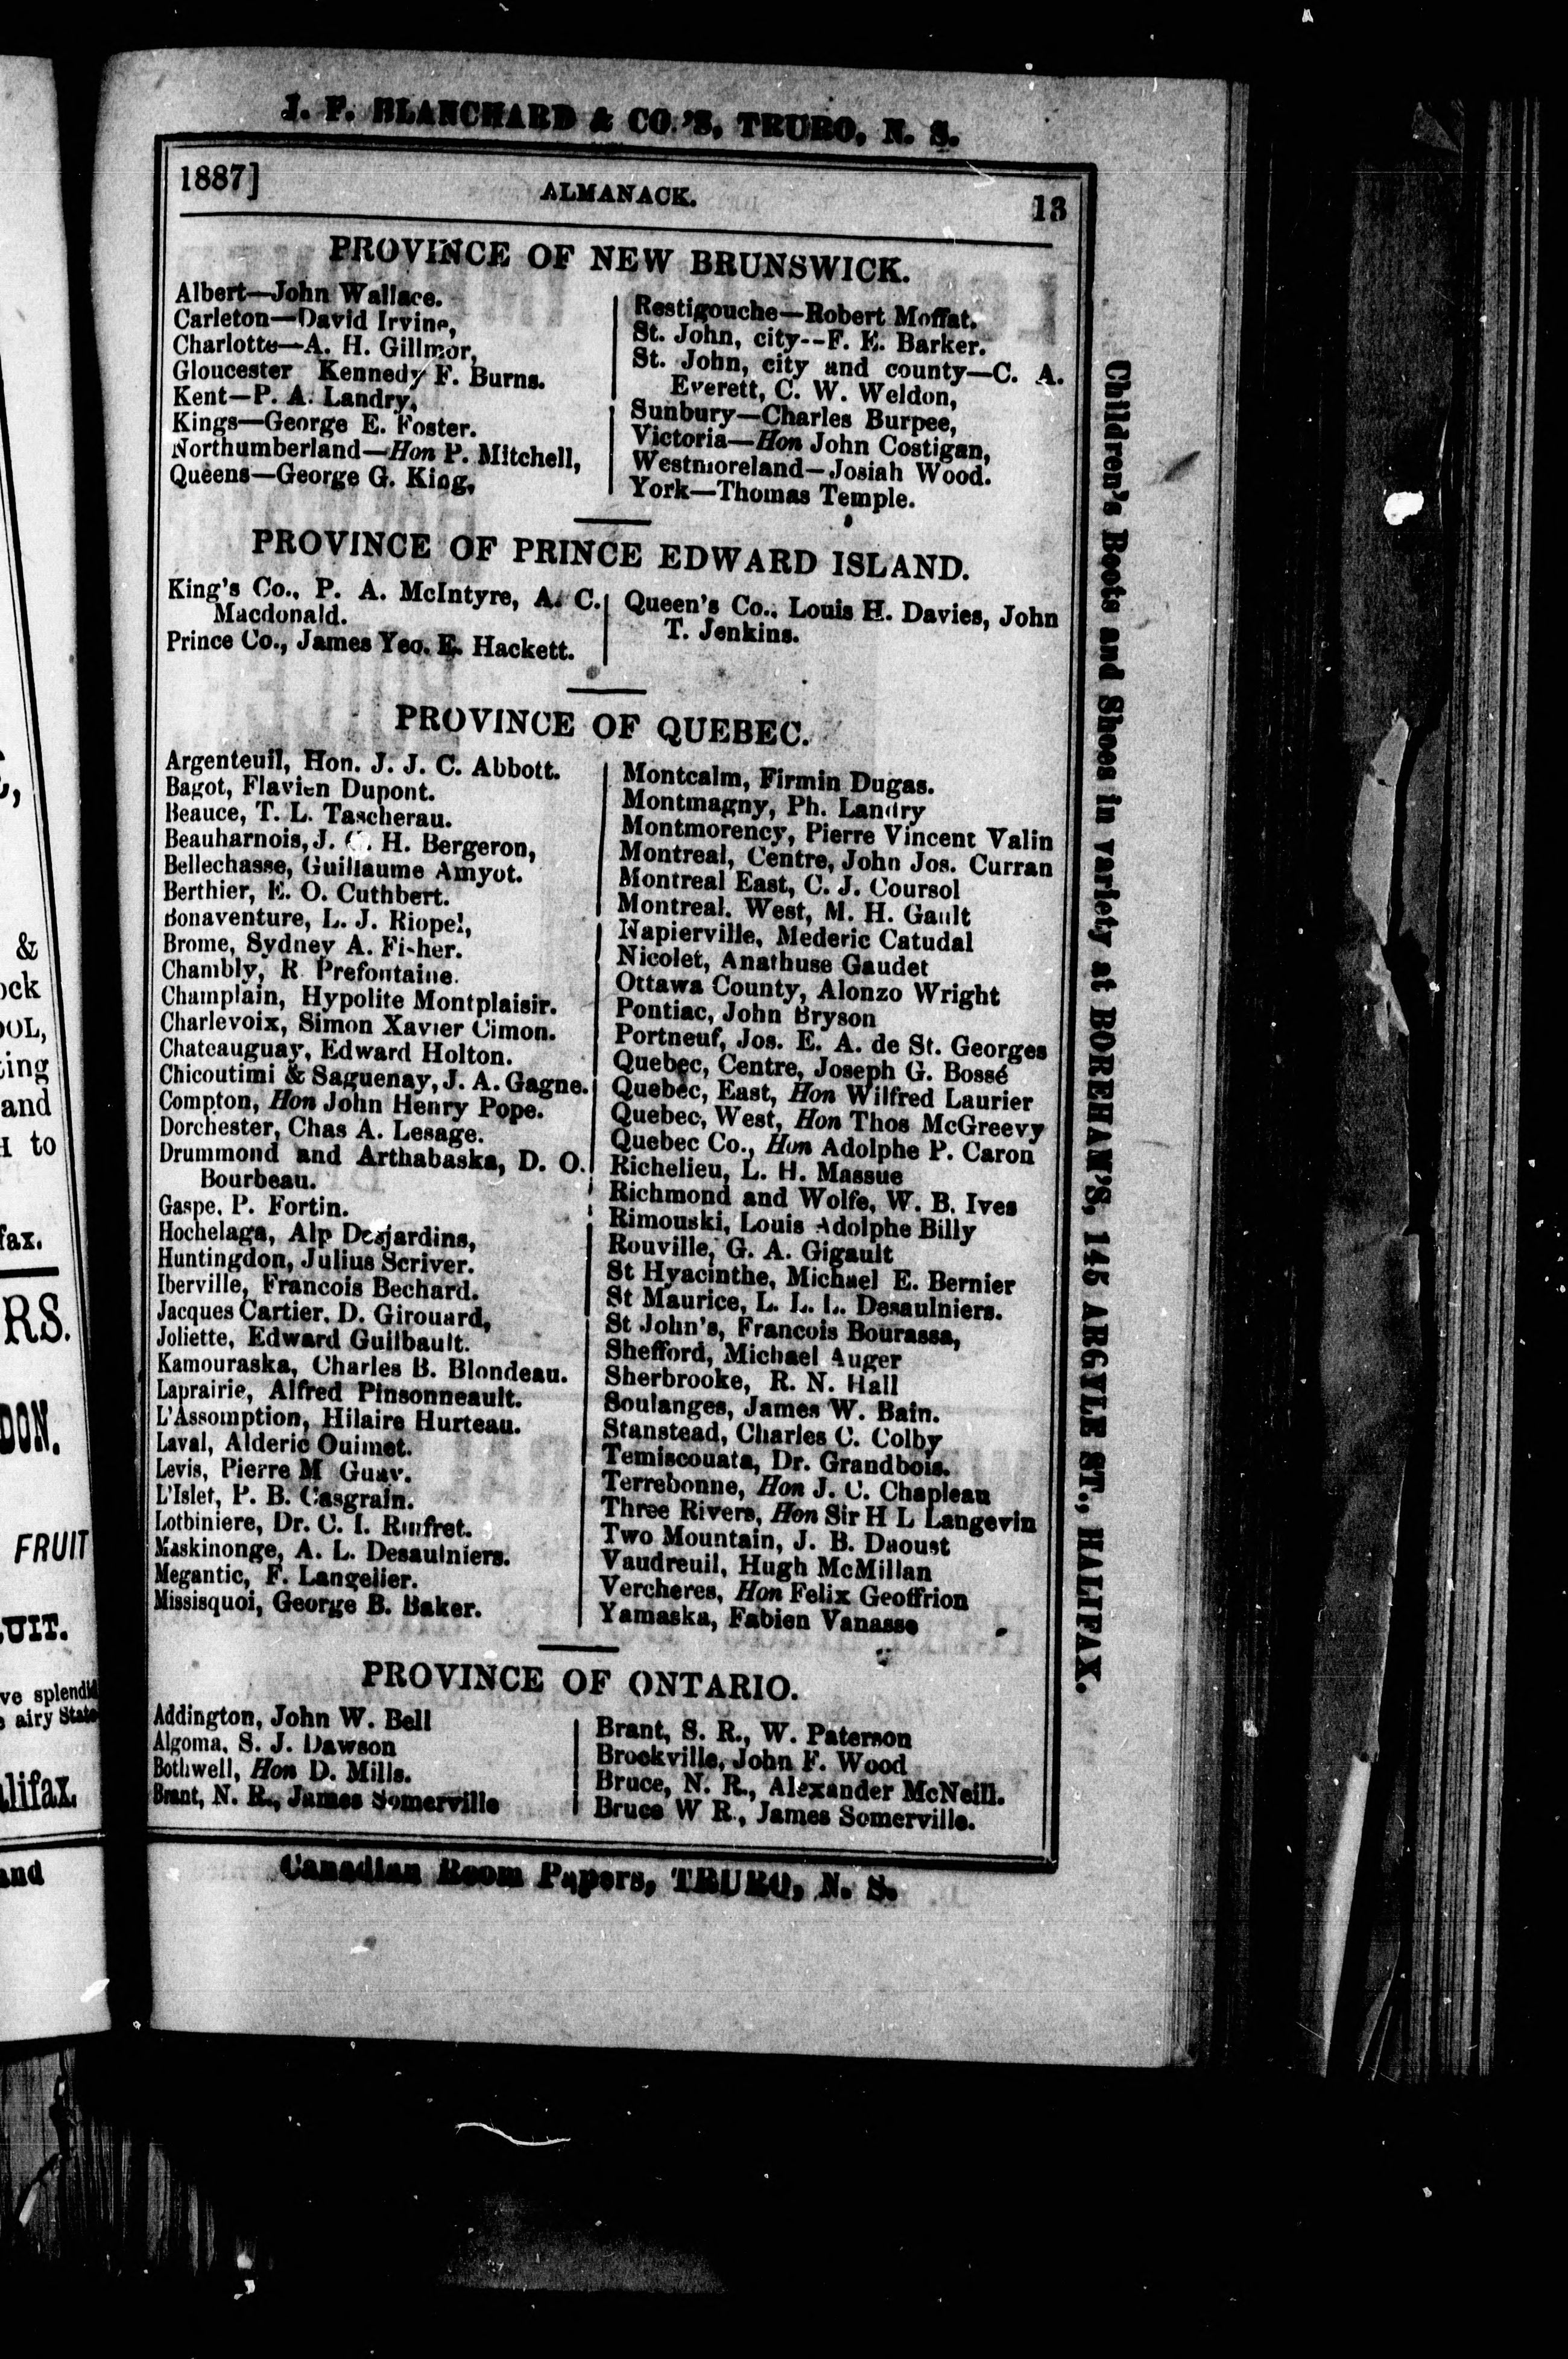 J. F. BLANCHARD & CO.'S, TRURO, N. S.
1887] ALMANACK. 13
PROVINCE OF NEW BRUNSWICK.
Albert—John Wallace.
Carleton—David Irvine,
Charlotte—A. H. Gillmor,
Gloucester Kennedy F. Burns.
Kent—P. A. Landry,
Kings—George E. Foster.
Northumberland—Hon P. Mitchell,
Queens—George G. King,
Restigouche—Robert Moffat.
St. John, city--F. E. Barker.
St. John, city and county—C. A.
Everett, C. W. Weldon,
Sunbury—Charles Burpee,
Victoria—Hon John Costigan,
Westmoreland—Josiah Wood.
York—Thomas Temple.
PROVINCE OF PRINCE EDWARD ISLAND.
King's Co., P. A. McIntyre, A. C.
Macdonald.
Prince Co., James Yeo. E. Hackett.
Queen's Co., Louis H. Davies, John
T. Jenkins.
PROVINCE OF QUEBEC.
Argenteuil, Hon. J. J. C. Abbott.
Bagot, Flavien Dupont.
Beauce, T. L. Tascherau.
Beauharnois, J. H. Bergeron,
Bellechasse, Guillaume Amyot.
Berthier, E. O. Cuthbert.
Bonaventure, L. J. Riopel,
Brome, Sydney A. Fisher.
Chambly, R. Prefontaine.
Champlain, Hypolite Montplaisir.
Charlevoix, Simon Xavier Cimon.
Chateauguay, Edward Holton.
Chicoutimi & Saguenay, J. A. Gagne.
Compton, Hon John Henry Pope.
Dorchester, Chas A. Lesage.
Drummond and Arthabaska, D. O.
Bourbeau.
Gaspe, P. Fortin.
Hochelaga, Alp Desjardins,
Huntingdon, Julius Scriver.
Iberville, Francois Bechard.
Jacques Cartier, D. Girouard,
Joliette, Edward Guilbault.
Kamouraska, Charles B. Blondeau.
Laprairie, Alfred Pinsonneault.
L'Assomption, Hilaire Hurteau.
Laval, Alderic Ouimet.
Levis, Pierre M Guay.
L'Islet, P. B. Casgrain.
Lotbiniere, Dr. C. I. Rinfret.
Maskinonge, A. L. Desaulniers.
Megantic, F. Langelier.
Missisquoi, George B. Baker.
Montcalm, Firmin Dugas.
Montmagny, Ph. Landry
Montmorency, Pierre Vincent Valin
Montreal, Centre, John Jos. Curran
Montreal East, C. J. Coursol
Montreal. West, M. H. Gault
Napierville, Mederic Catudal
Nicolet, Anathuse Gaudet
Ottawa County, Alonzo Wright
Pontiac, John Bryson
Portneuf, Jos. E. A. de St. Georges
Quebec, Centre, Joseph G. Bossé
Quebec, East, Hon Wilfred Laurier
Quebec, West, Hon Thos McGreevy
Quebec Co., Hon Adolphe P. Caron
Richelieu, L. H. Massue
Richmond and Wolfe, W. B. Ives
Rimouski, Louis Adolphe Billy
Rouville, G. A. Gigault
St Hyacinthe, Michael E. Bernier
St Maurice, L. L. L. Desaulniers.
St John's, Francois Bourassa,
Shefford, Michael Auger
Sherbrooke, R. N. Hall
Soulanges, James W. Bain.
Stanstead, Charles C. Colby
Temiscouata, Dr. Grandbois.
Terrebonne, Hon J. C. Chapleau
Three Rivers, Hon Sir H L Langevin
Two Mountain, J. B. Daoust
Vaudreuil, Hugh McMillan
Vercheres, Hon Felix Geoffrion
Yamaska, Fabien Vanasse
PROVINCE OF ONTARIO.
Addington, John W. Bell
Algoma, S. J. Dawson
Bothwell, Hon D. Mills.
Brant, N. R., James Somerville
Brant, S. R., W. Paterson
Brockville, John F. Wood
Bruce, N. R., Alexander McNeill.
Bruce W R., James Somerville.
Canadian Room Papers, TRURO, N. S.
Children's Boots and Shoes in variety at BOREHAM'S, 145 ARGYLE ST., HALIFAX.
&
and
to
RS.
FRUIT